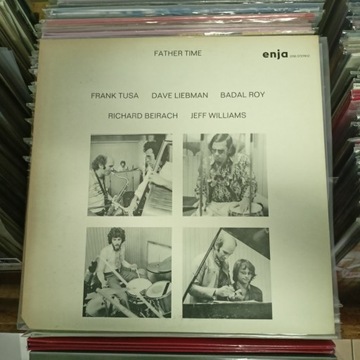 FATHER TIME
enja
FRANK TUSA DAVE LIEBMAN BADAL ROY
RICHARD BEIRACH JEFF WILLIAMS